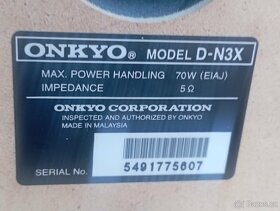 ONKYO® MODEL D-N3X
MAX. POWER HANDLING 70W (EIAJ)
IMPEDANCE 5 Ω
ONKYO CORPORATION
INSPECTED AND AUTHORIZED BY ONKYO
MADE IN MALAYSIA
SERIAL No. 5491775607